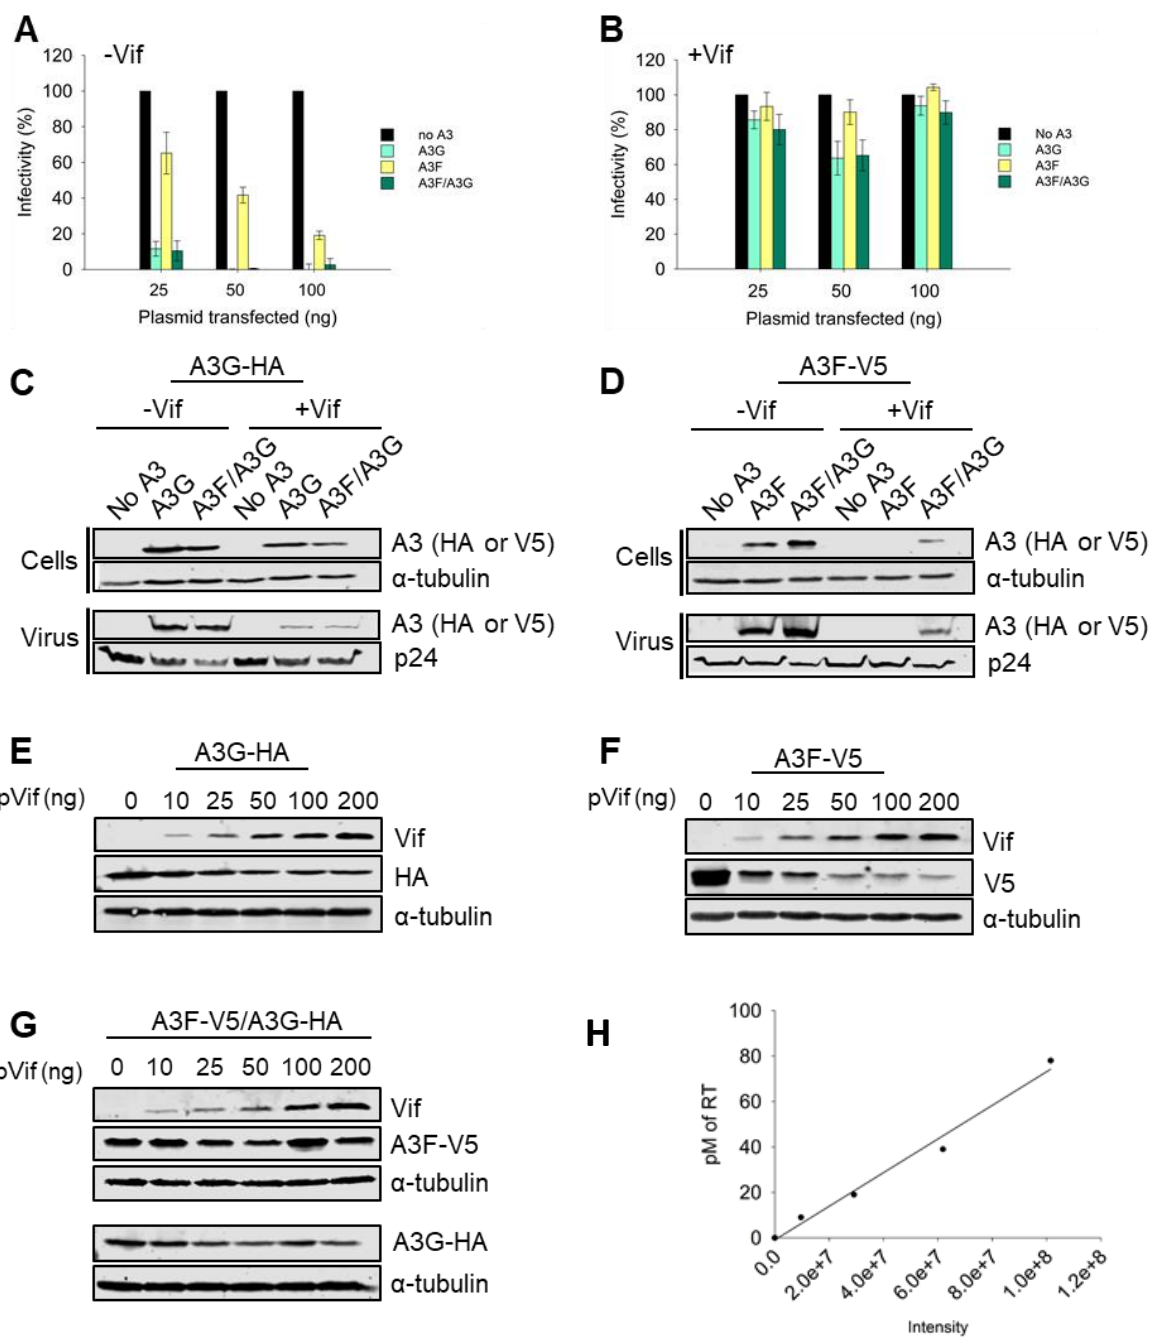 A
-Vif
120
100
80
60
40
20
0
Infectivity (%)
25 50 100
Plasmid transfected (ng)
no A3
A3G
A3F
A3F/A3G
B
+Vif
120
100
80
60
40
20
0
Infectivity (%)
25 50 100
Plasmid transfected (ng)
No A3
A3G
A3F
A3F/A3G
C
A3G-HA
-Vif +Vif
No A3 A3G A3F/A3G No A3 A3G A3F/A3G
Cells
A3 (HA or V5)
α-tubulin
Virus
A3 (HA or V5)
p24
D
A3F-V5
-Vif +Vif
No A3 A3F A3F/A3G No A3 A3F A3F/A3G
Cells
A3 (HA or V5)
α-tubulin
Virus
A3 (HA or V5)
p24
E
A3G-HA
pVif (ng) 0 10 25 50 100 200
Vif
HA
α-tubulin
F
A3F-V5
pVif (ng) 0 10 25 50 100 200
Vif
V5
α-tubulin
G
A3F-V5/A3G-HA
pVif (ng) 0 10 25 50 100 200
Vif
A3F-V5
α-tubulin
A3G-HA
α-tubulin
H
100
80
60
40
20
0
pM of RT
0.0 2.0e+7 4.0e+7 6.0e+7 8.0e+7 1.0e+8 1.2e+8
Intensity